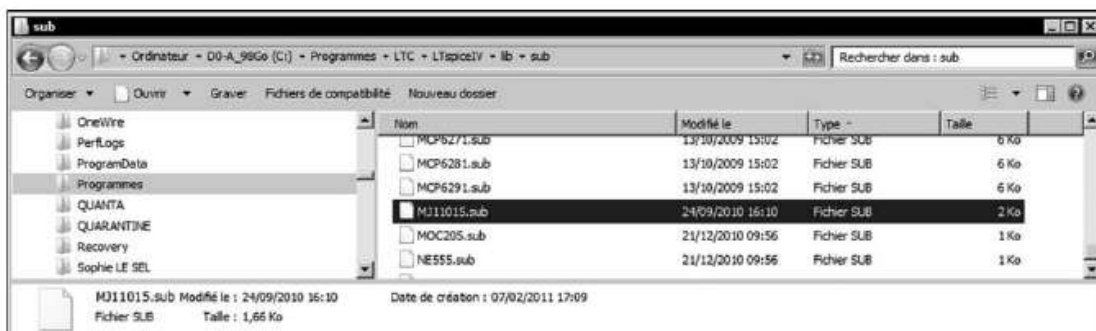 sub
Ordinateur D0-A_98Go (C:) Programmes LTC LTspiceIV lib sub
Rechercher dans : sub
Organiser Ouvrir Graver Fichiers de compatibilité Nouveau dossier
OneWire
PerfLogs
ProgramData
Programmes
QUANTA
QUARANTINE
Recovery
Sophie LE SEL
Nom Modifié le Type Taille
MCP6271.sub 13/10/2009 15:02 Fichier SUB 6 Ko
MCP6281.sub 13/10/2009 15:02 Fichier SUB 6 Ko
MCP6291.sub 13/10/2009 15:02 Fichier SUB 6 Ko
MJ11015.sub 24/09/2010 16:10 Fichier SUB 2 Ko
MOC205.sub 21/12/2010 09:56 Fichier SUB 1 Ko
NE555.sub 21/12/2010 09:56 Fichier SUB 1 Ko
MJ11015.sub Modifié le : 24/09/2010 16:10 Date de création : 07/02/2011 17:09
Fichier SUB Taille : 1,66 Ko